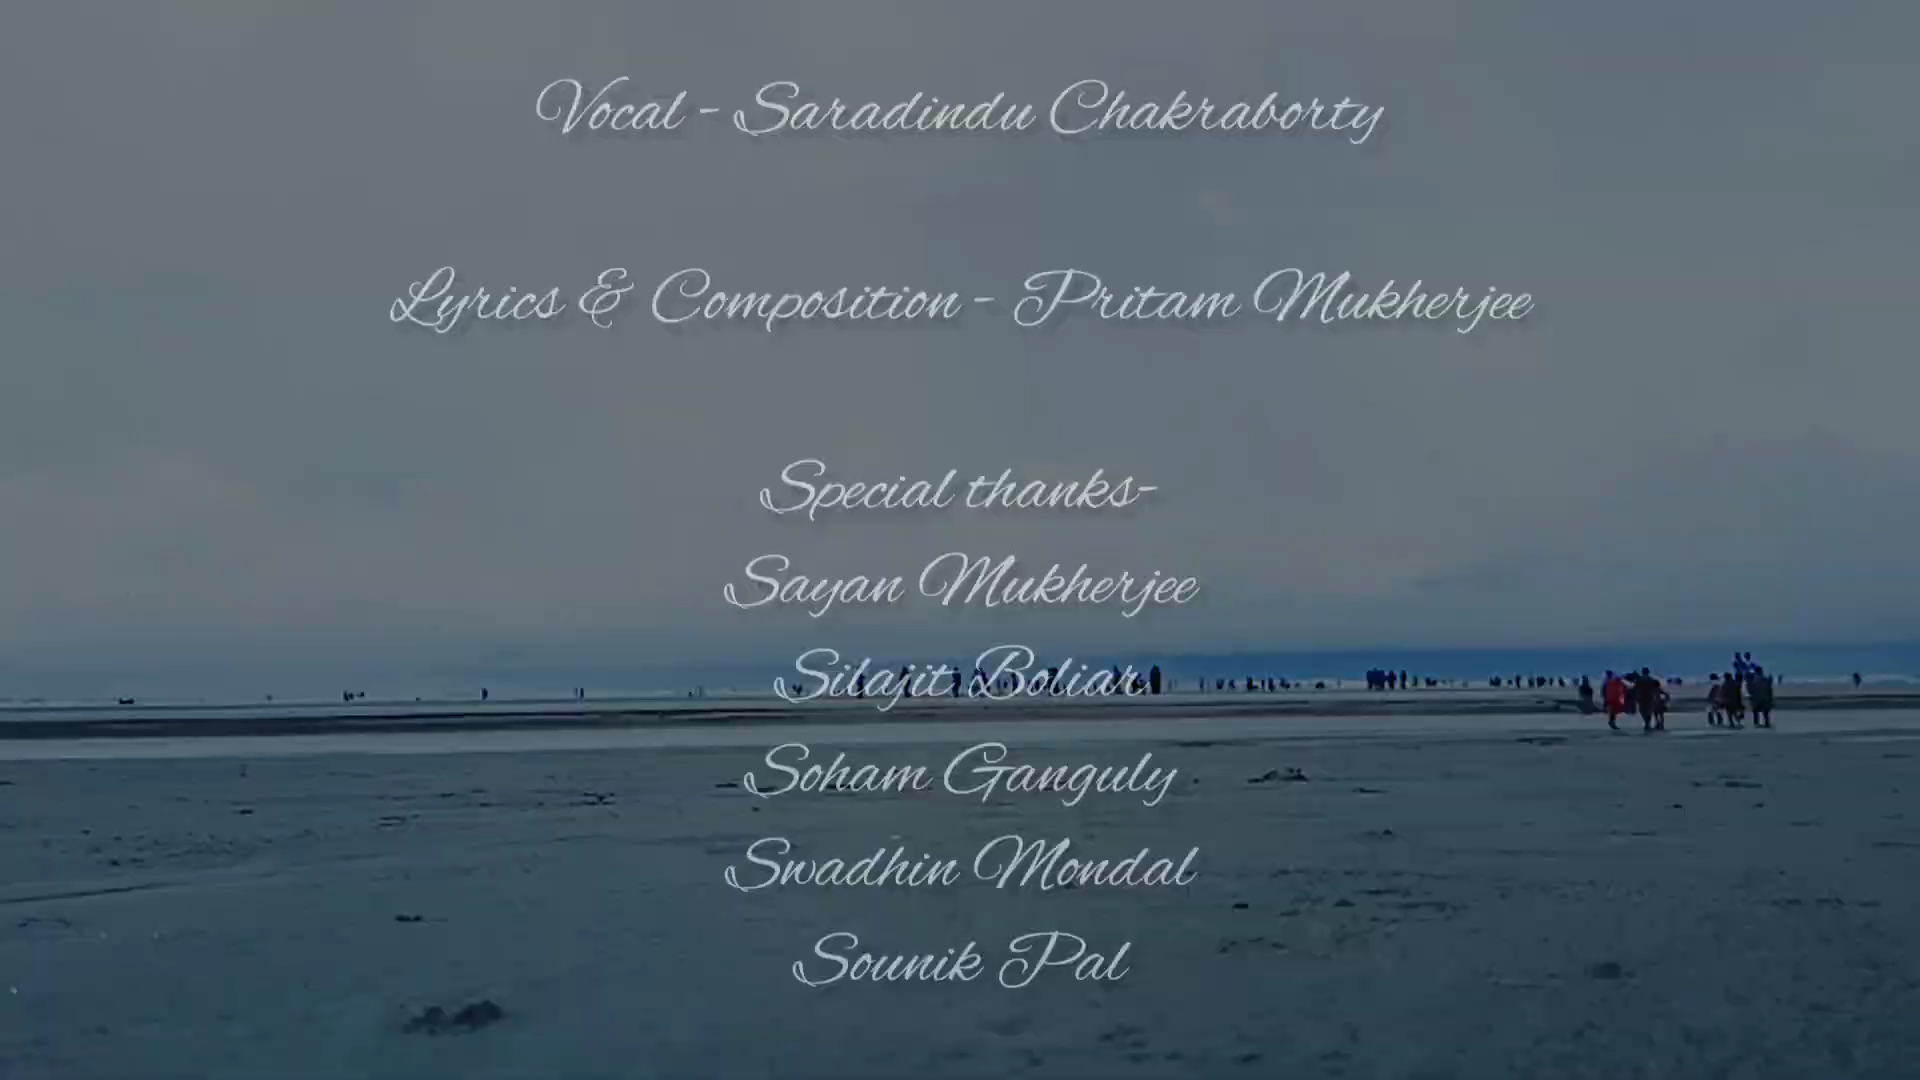 Vocal - Saradindu Chakraborty
Lyrics & Composition - Pritam Mukherjee
Special thanks-
Sayan Mukherjee
Silajit Boliar
Soham Ganguly
Swadhin Mondal
Sounik Pal